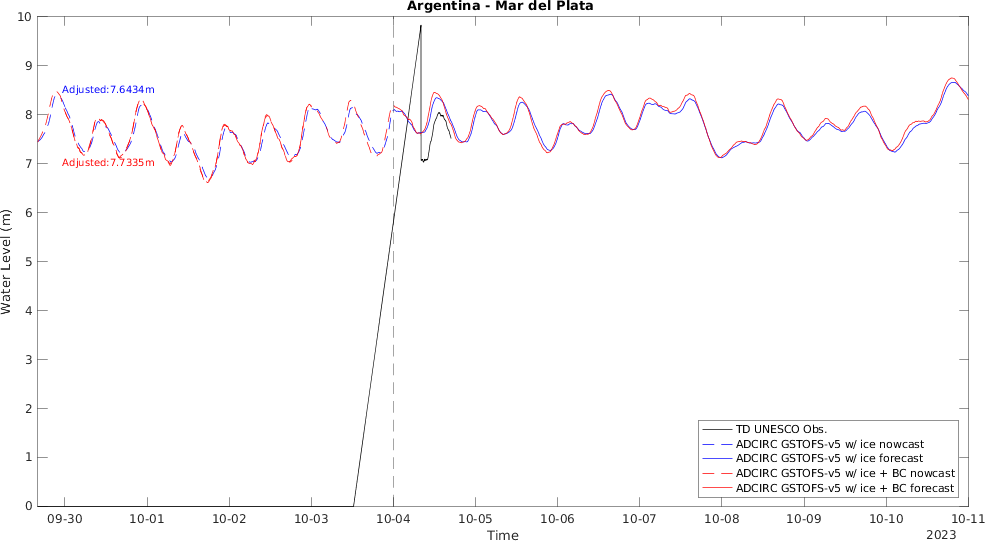 Argentina - Mar del Plata
10
9
8
7
6
5
4
3
2
1
0
Water Level (m)
Adjusted:7.6434m
Adjusted:7.7335m
TD UNESCO Obs.
ADCIRC GSTOFS-v5 w/ ice nowcast
ADCIRC GSTOFS-v5 w/ ice forecast
ADCIRC GSTOFS-v5 w/ ice + BC nowcast
ADCIRC GSTOFS-v5 w/ ice + BC forecast
09-30 10-01 10-02 10-03 10-04 10-05 10-06 10-07 10-08 10-09 10-10 10-11
Time
2023